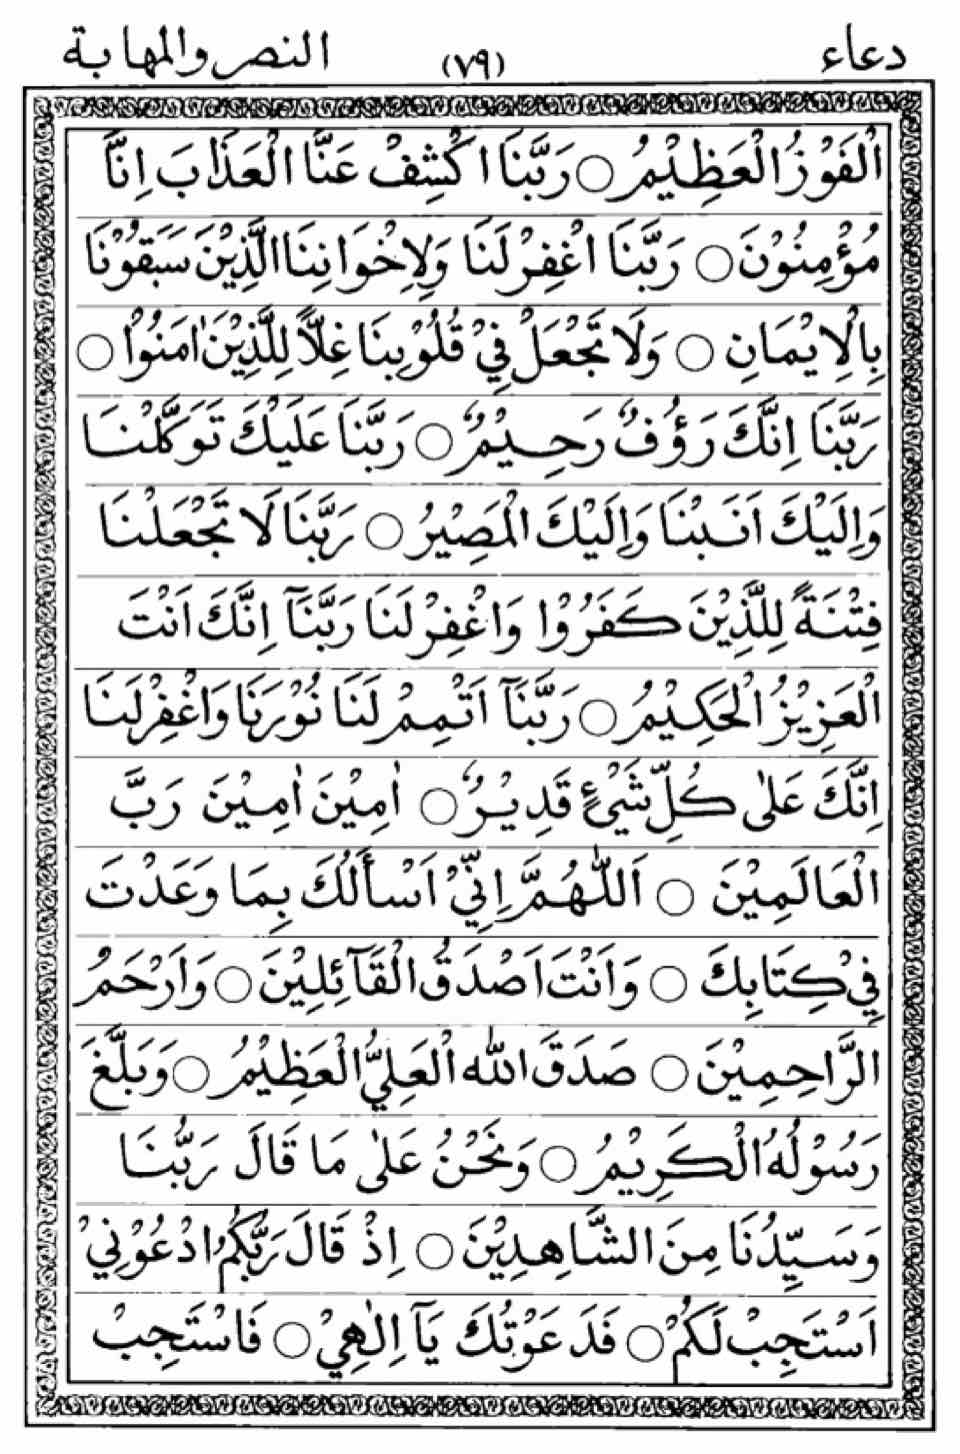 دعاء (٧٩) النصر والمهابة
اَلْفَوْزُ الْعَظِيْمُ ○ رَبَّنَا اكْشِفْ عَنَّا الْعَذَابَ اِنَّا
مُؤْمِنُوْنَ ○ رَبَّنَا اغْفِرْلَنَا وَلِاِخْوَانِنَا الَّذِيْنَ سَبَقُوْنَا
بِالْاِيْمَانِ ○ وَلَا تَجْعَلْ فِيْ قُلُوْبِنَا غِلًّا لِلَّذِيْنَ اٰمَنُوْا ○
رَبَّنَا اِنَّكَ رَؤُفٌ رَحِيْمٌ ○ رَبَّنَا عَلَيْكَ تَوَكَّلْنَا
وَاِلَيْكَ اَنَبْنَا وَاِلَيْكَ الْمَصِيْرُ ○ رَبَّنَا لَا تَجْعَلْنَا
فِتْنَةً لِلَّذِيْنَ كَفَرُوْا وَاغْفِرْلَنَا رَبَّنَآ اِنَّكَ اَنْتَ
الْعَزِيْزُ الْحَكِيْمُ ○ رَبَّنَآ اَتْمِمْ لَنَا نُوْرَنَا وَاغْفِرْلَنَا
اِنَّكَ عَلٰى كُلِّ شَيْءٍ قَدِيْرٌ ○ اٰمِيْنَ اٰمِيْنَ رَبَّ
الْعَالَمِيْنَ ○ اَللّٰهُمَّ اِنِّيْ اَسْأَلُكَ بِمَا وَعَدْتَ
فِيْ كِتَابِكَ ○ وَاَنْتَ اَصْدَقُ الْقَآئِلِيْنَ ○ وَاَرْحَمُ
الرَّاحِمِيْنَ ○ صَدَقَ اللّٰه الْعَلِيُّ الْعَظِيْمُ ○ وَبَلَّغَ
رَسُوْلُهُ الْكَرِيْمُ ○ وَنَحْنُ عَلٰى مَا قَالَ رَبُّنَا
وَسَيِّدُنَا مِنَ الشَّاهِدِيْنَ ○ اِذْ قَالَ رَبُّكُمُ ادْعُوْنِيْ
اَسْتَجِبْ لَكُمْ ○ فَدَعَوْتُكَ يَآ اِلٰهِيْ ○ فَاسْتَجِبْ